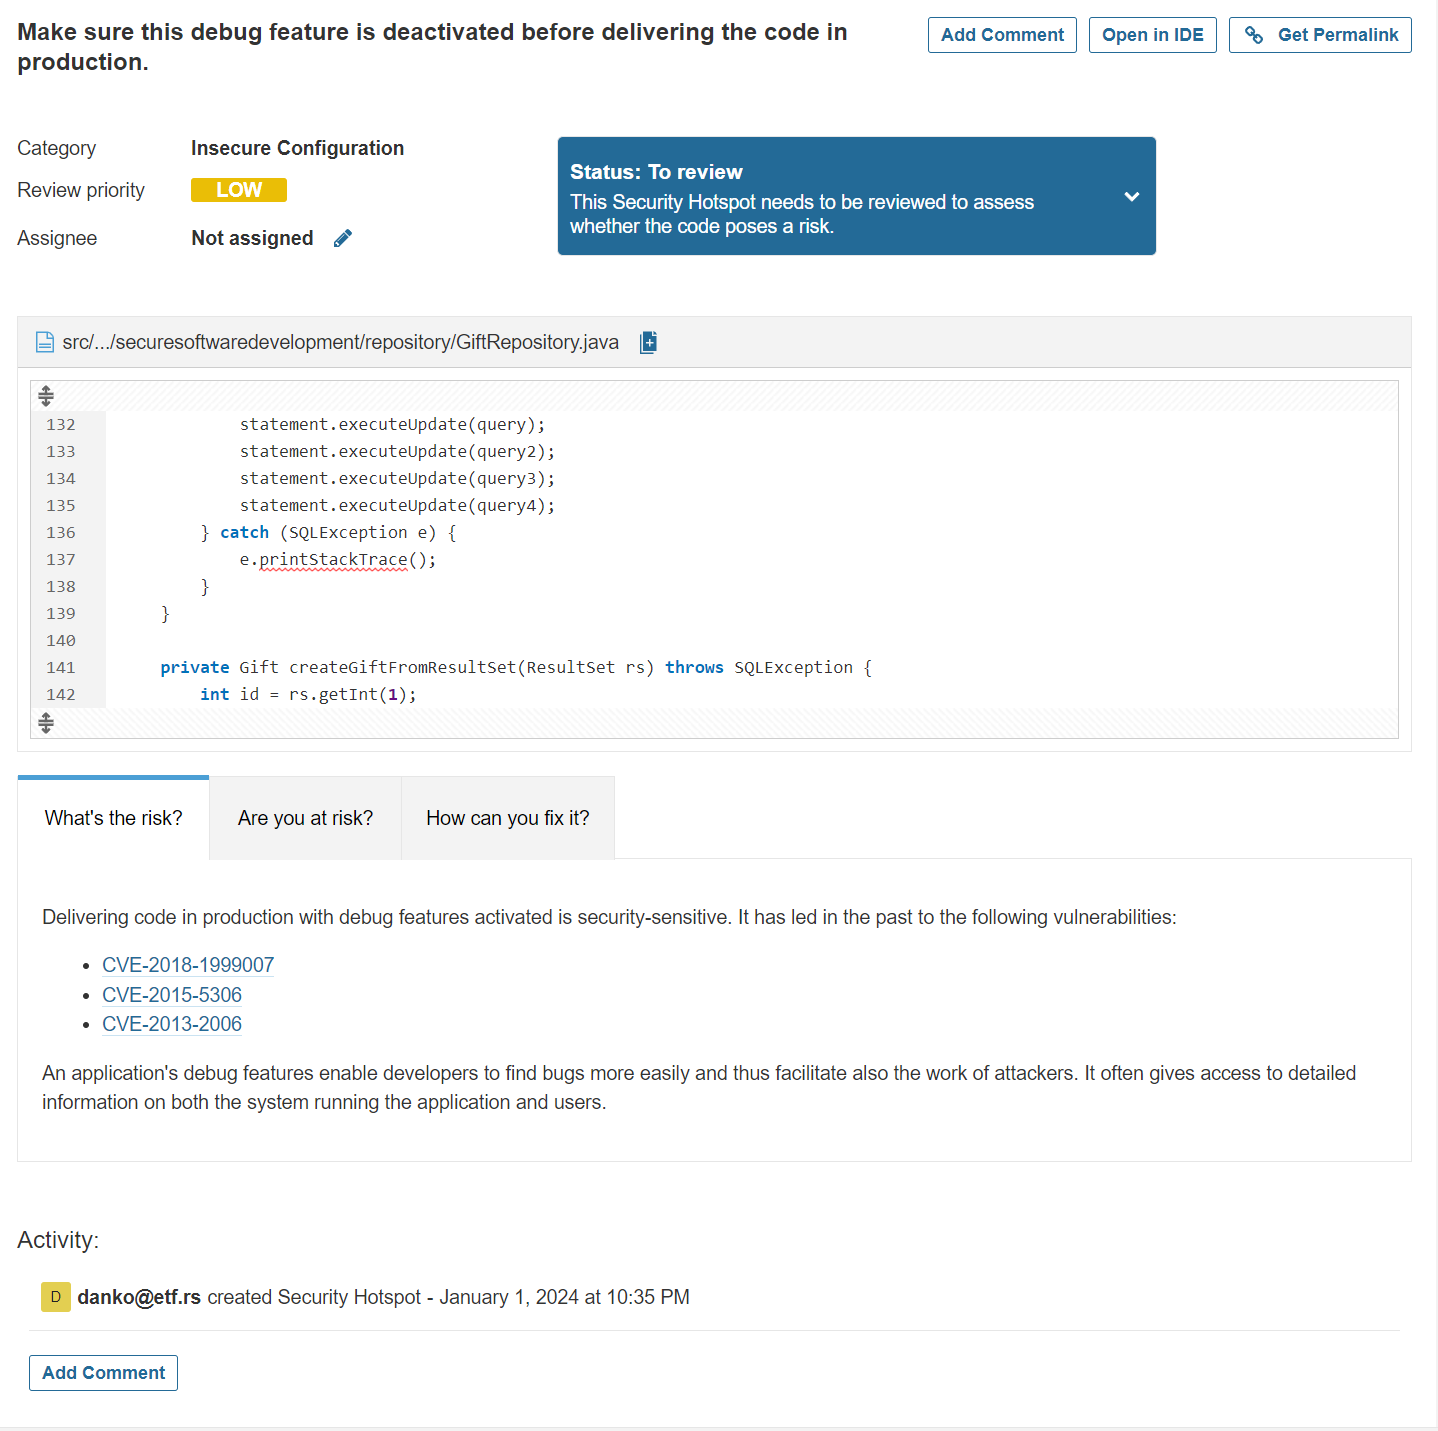 Make sure this debug feature is deactivated before delivering the code in
production.
Add Comment
Open in IDE
Get Permalink
Category
Insecure Configuration
Review priority
LOW
Assignee
Not assigned
Status: To review
This Security Hotspot needs to be reviewed to assess
whether the code poses a risk.
src/.../securesoftwaredevelopment/repository/GiftRepository.java
132 statement.executeUpdate(query);
133 statement.executeUpdate(query2);
134 statement.executeUpdate(query3);
135 statement.executeUpdate(query4);
136 } catch (SQLException e) {
137 e.printStackTrace();
138 }
139 }
140
141 private Gift createGiftFromResultSet(ResultSet rs) throws SQLException {
142 int id = rs.getInt(1);
What's the risk?
Are you at risk?
How can you fix it?
Delivering code in production with debug features activated is security-sensitive. It has led in the past to the following vulnerabilities:
• CVE-2018-1999007
• CVE-2015-5306
• CVE-2013-2006
An application's debug features enable developers to find bugs more easily and thus facilitate also the work of attackers. It often gives access to detailed
information on both the system running the application and users.
Activity:
D danko@etf.rs created Security Hotspot - January 1, 2024 at 10:35 PM
Add Comment